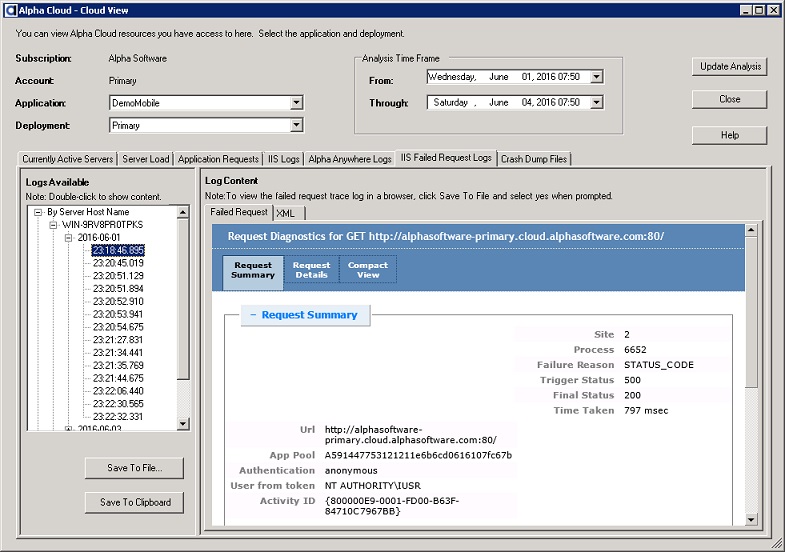 Alpha Cloud - Cloud View
You can view Alpha Cloud resources you have access to here. Select the application and deployment.
Subscription: Alpha Software
Account: Primary
Application: DemoMobile
Deployment: Primary
Analysis Time Frame
From: Wednesday, June 01, 2016 07:50
Through: Saturday , June 04, 2016 07:50
Update Analysis
Close
Help
Currently Active Servers Server Load Application Requests IIS Logs Alpha Anywhere Logs IIS Failed Request Logs Crash Dump Files
Logs Available
Note: Double-click to show content.
By Server Host Name
WIN-9RV8PR0TPKS
2016-06-01
23:18:46.895
23:20:45.019
23:20:51.129
23:20:51.894
23:20:52.910
23:20:53.941
23:20:54.675
23:21:27.831
23:21:34.441
23:21:35.769
23:21:44.675
23:22:06.440
23:22:30.565
23:22:32.331
2016-06-03
Save To File...
Save To Clipboard
Log Content
Note:To view the failed request trace log in a browser, click Save To File and select yes when prompted.
Failed Request XML
Request Diagnostics for GET http://alphasoftware-primary.cloud.alphasoftware.com:80/
Request Summary
Request Details
Compact View
− Request Summary
Site 2
Process 6652
Failure Reason STATUS_CODE
Trigger Status 500
Final Status 200
Time Taken 797 msec
Url http://alphasoftware-
primary.cloud.alphasoftware.com:80/
App Pool A591447753121211e6b6cd0616107fc67b
Authentication anonymous
User from token NT AUTHORITY\IUSR
Activity ID {800000E9-0001-FD00-B63F-
84710C7967BB}